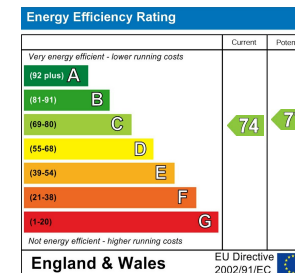 Energy Efficiency Rating
Current
Very energy efficient - lower running costs
(92 plus) A
(81-91) B
(69-80) C
74
(55-68) D
(39-54) E
(21-38) F
(1-20) G
Not energy efficient - higher running costs
England & Wales
EU Directive
2002/91/EC